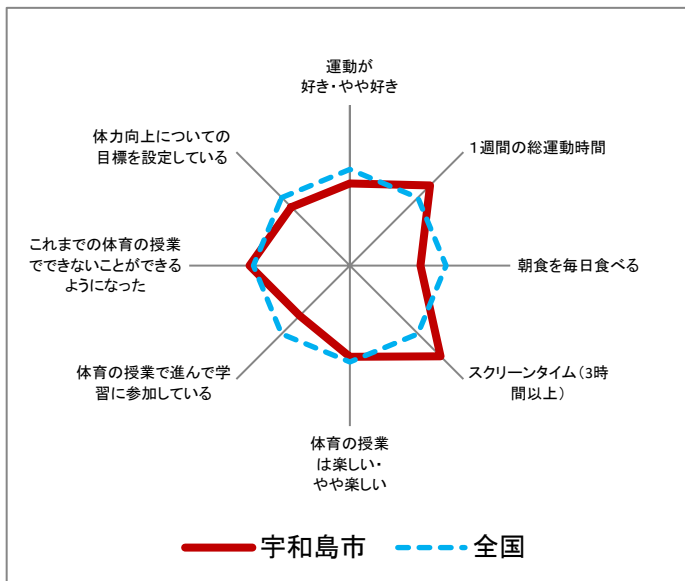 運動が
好き・やや好き
体力向上についての
目標を設定している
1週間の総運動時間
これまでの体育の授業
でできないことができる
ようになった
朝食を毎日食べる
体育の授業で進んで学
習に参加している
スクリーンタイム(3時
間以上)
体育の授業
は楽しい・
やや楽しい
宇和島市
全国